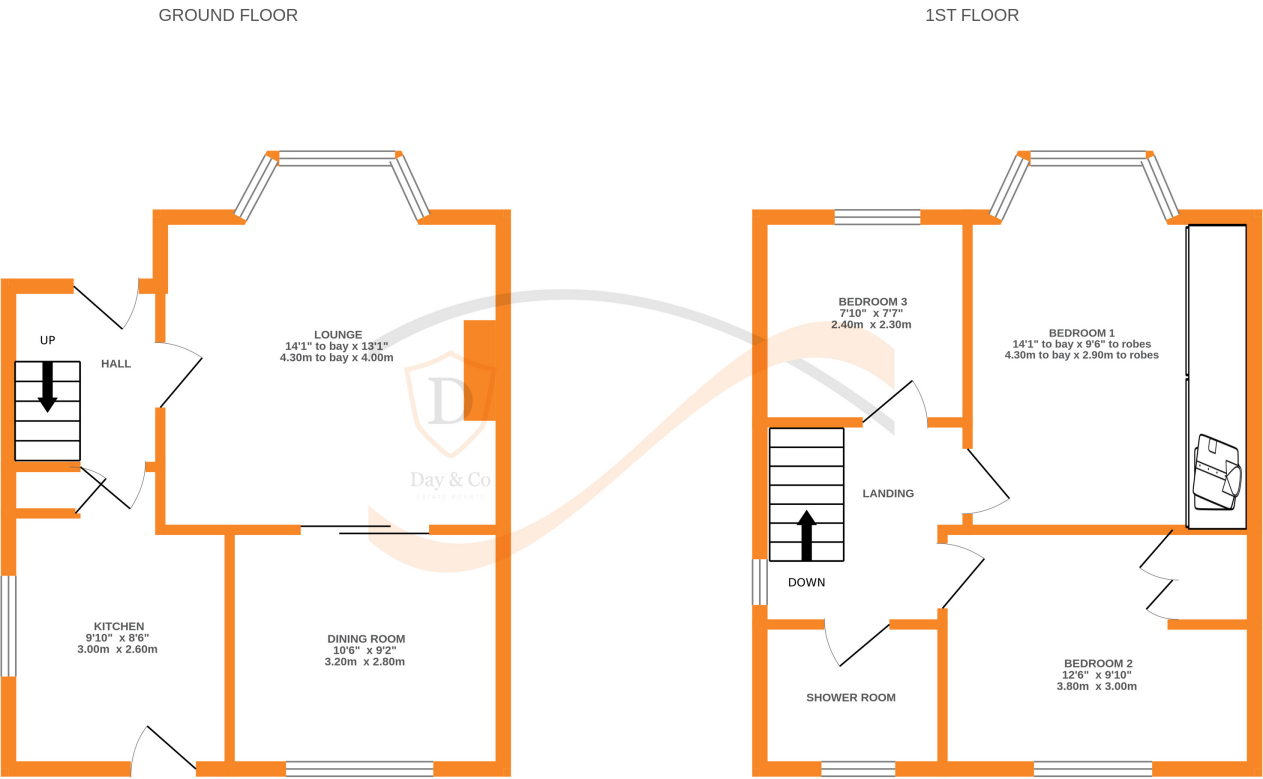 GROUND FLOOR
1ST FLOOR
UP
HALL
LOUNGE
14'1" to bay x 13'1"
4.30m to bay x 4.00m
D
Day & Co
KITCHEN
9'10" x 8'6"
3.00m x 2.60m
DINING ROOM
10'6" x 9'2"
3.20m x 2.80m
BEDROOM 3
7'10" x 7'7"
2.40m x 2.30m
BEDROOM 1
14'1" to bay x 9'6" to robes
4.30m to bay x 2.90m to robes
LANDING
DOWN
SHOWER ROOM
BEDROOM 2
12'6" x 9'10"
3.80m x 3.00m